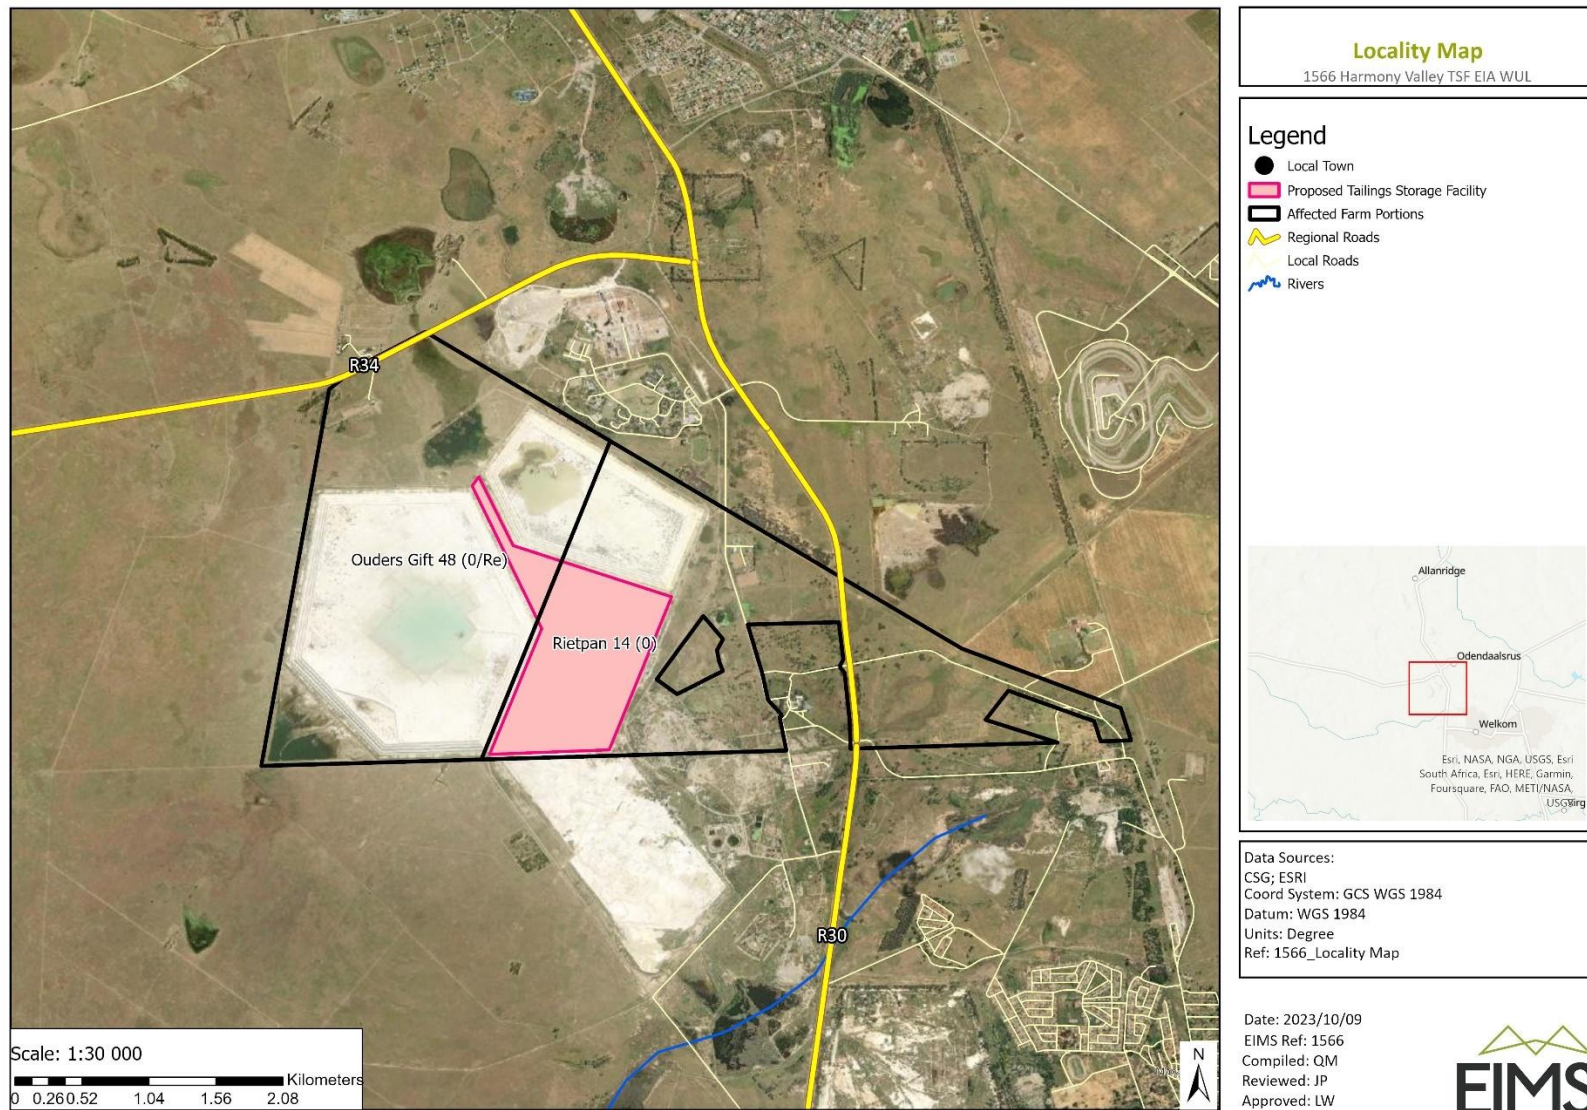 Locality Map
1566 Harmony Valley TSF EIA WUL
Legend
Local Town
Proposed Tailings Storage Facility
Affected Farm Portions
Regional Roads
Local Roads
Rivers
R34
Ouders Gift 48 (0/Re)
Rietpan 14 (0)
R30
Scale: 1:30 000
Kilometers
0 0.26 0.52 1.04 1.56 2.08
N
Allanridge
Odendaalsrus
Welkom
Esri, NASA, NGA, USGS, Esri
South Africa, Esri, HERE, Garmin,
Foursquare, FAO, METI/NASA,
USGS
Data Sources:
CSG; ESRI
Coord System: GCS WGS 1984
Datum: WGS 1984
Units: Degree
Ref: 1566_Locality Map
Date: 2023/10/09
EIMS Ref: 1566
Compiled: QM
Reviewed: JP
Approved: LW
EIMS